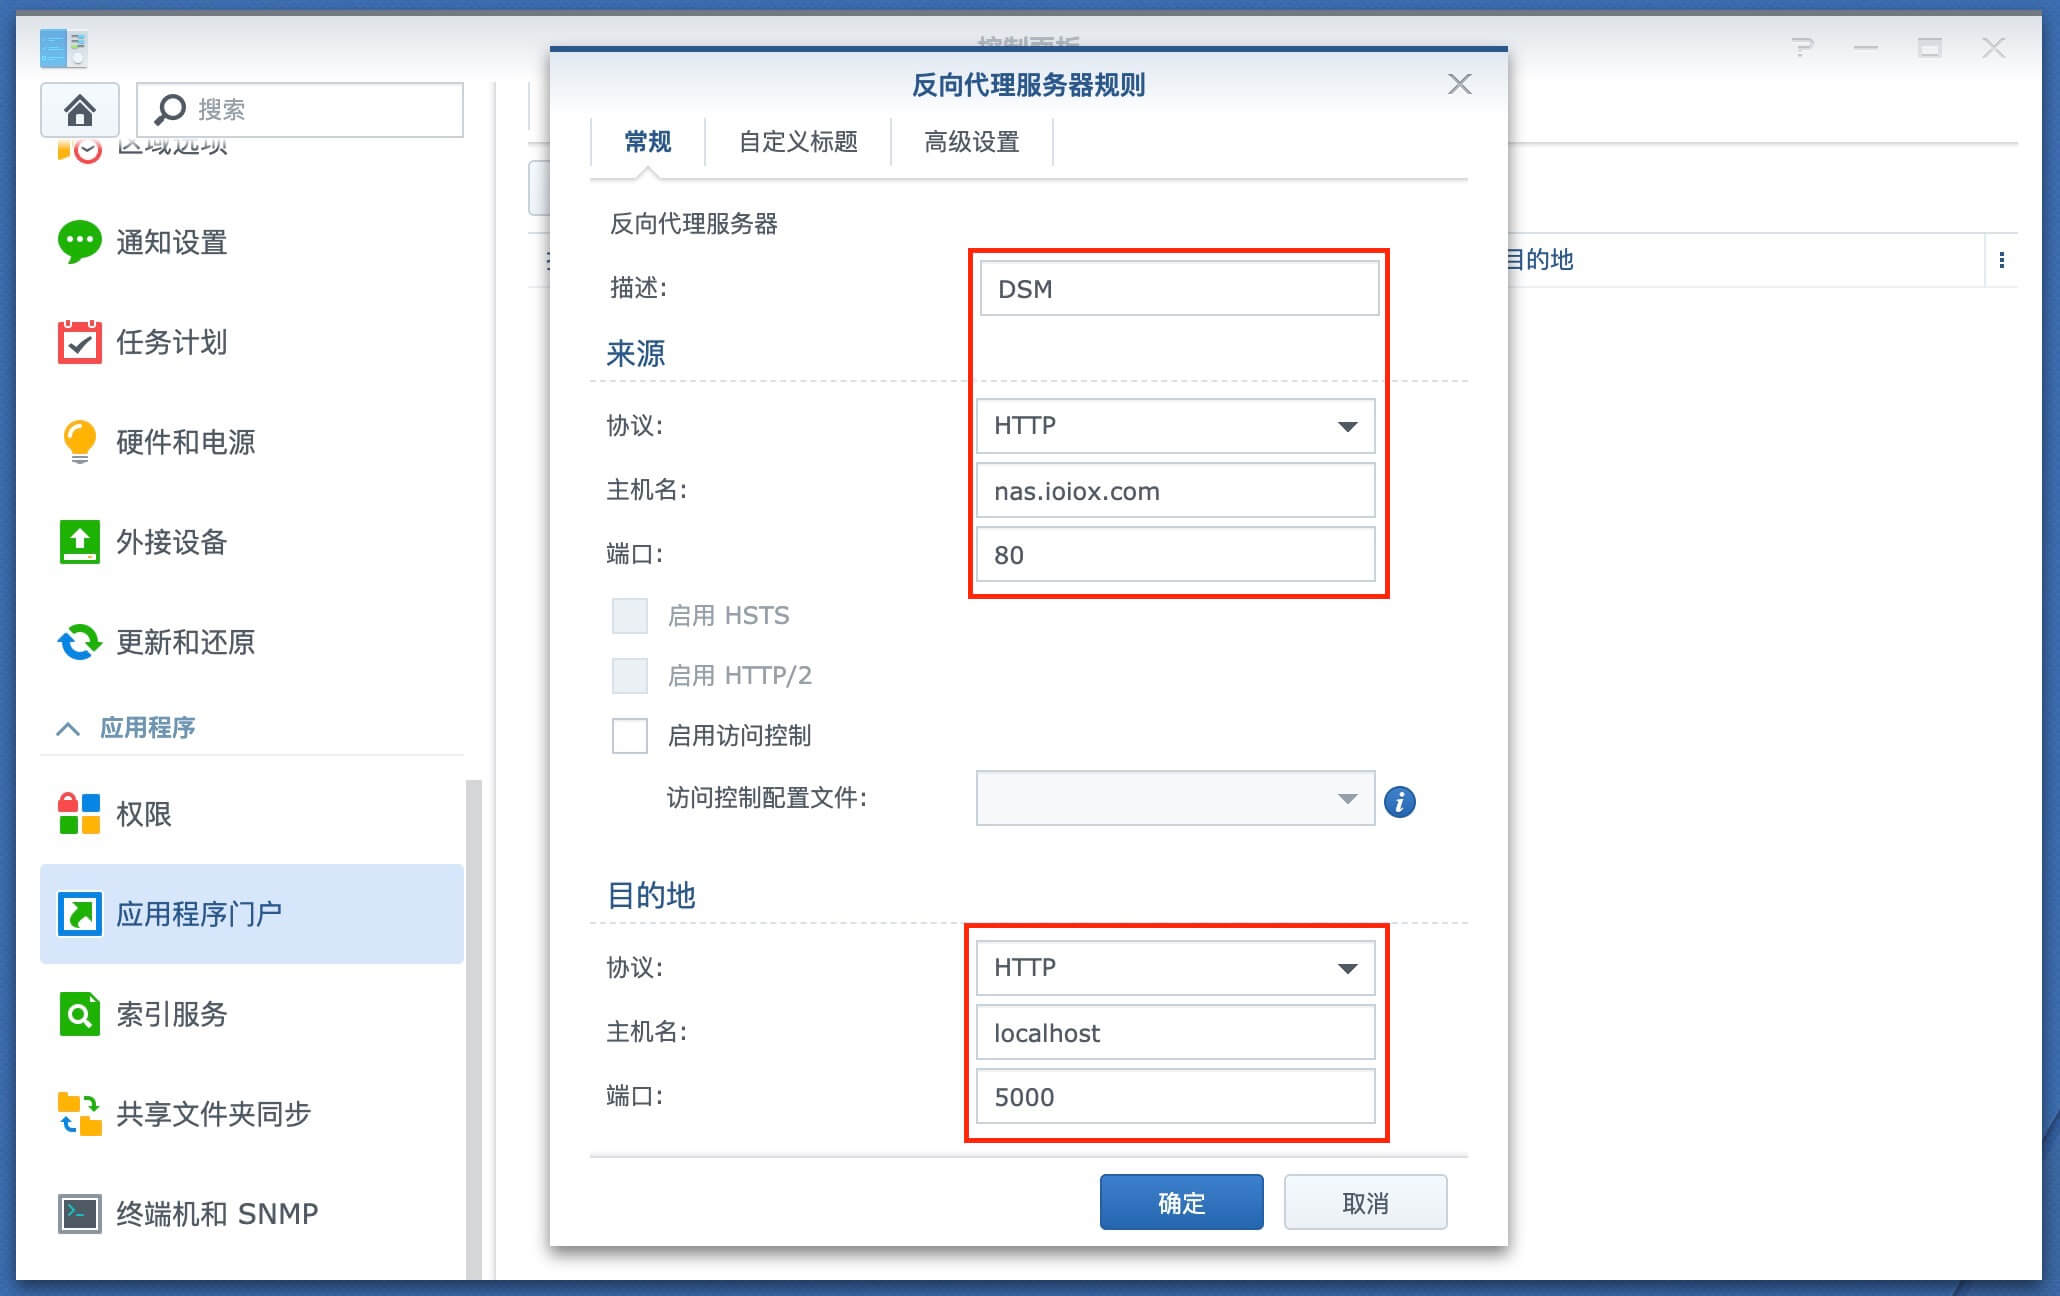 控制面板
搜索
区域选项
通知设置
任务计划
硬件和电源
外接设备
更新和还原
应用程序
权限
应用程序门户
索引服务
共享文件夹同步
终端机和 SNMP
反向代理服务器规则
常规
自定义标题
高级设置
反向代理服务器
描述:
DSM
来源
协议:
HTTP
主机名:
nas.ioiox.com
端口:
80
启用 HSTS
启用 HTTP/2
启用访问控制
访问控制配置文件:
目的地
协议:
HTTP
主机名:
localhost
端口:
5000
确定
取消
目的地